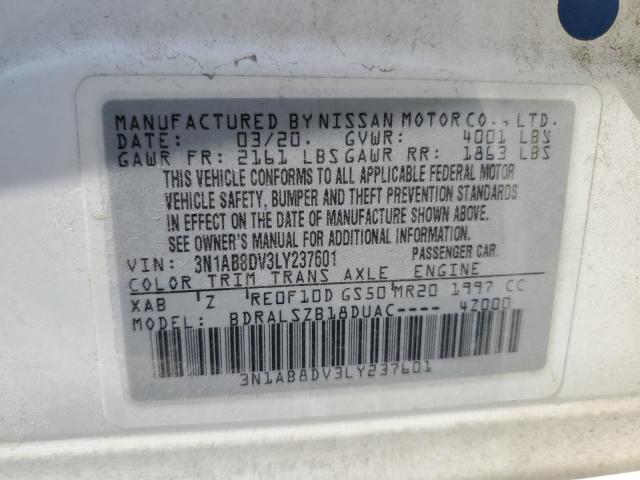 MANUFACTURED BY NISSAN MOTOR CO., LTD.
DATE: 03/20. GVWR: 4001 LBS
GAWR FR: 2161 LBS GAWR RR: 1863 LBS
THIS VEHICLE CONFORMS TO ALL APPLICABLE FEDERAL MOTOR
VEHICLE SAFETY, BUMPER AND THEFT PREVENTION STANDARDS
IN EFFECT ON THE DATE OF MANUFACTURE SHOWN ABOVE.
SEE OWNER'S MANUAL FOR ADDITIONAL INFORMATION.
VIN: 3N1AB8DV3LY237601 PASSENGER CAR.
COLOR TRIM TRANS AXLE ENGINE
XAB Z RE0F10D GS50 MR20 1997 CC
MODEL: BDRALSZB18DUAC---- 4Z000
3N1AB8DV3LY237601